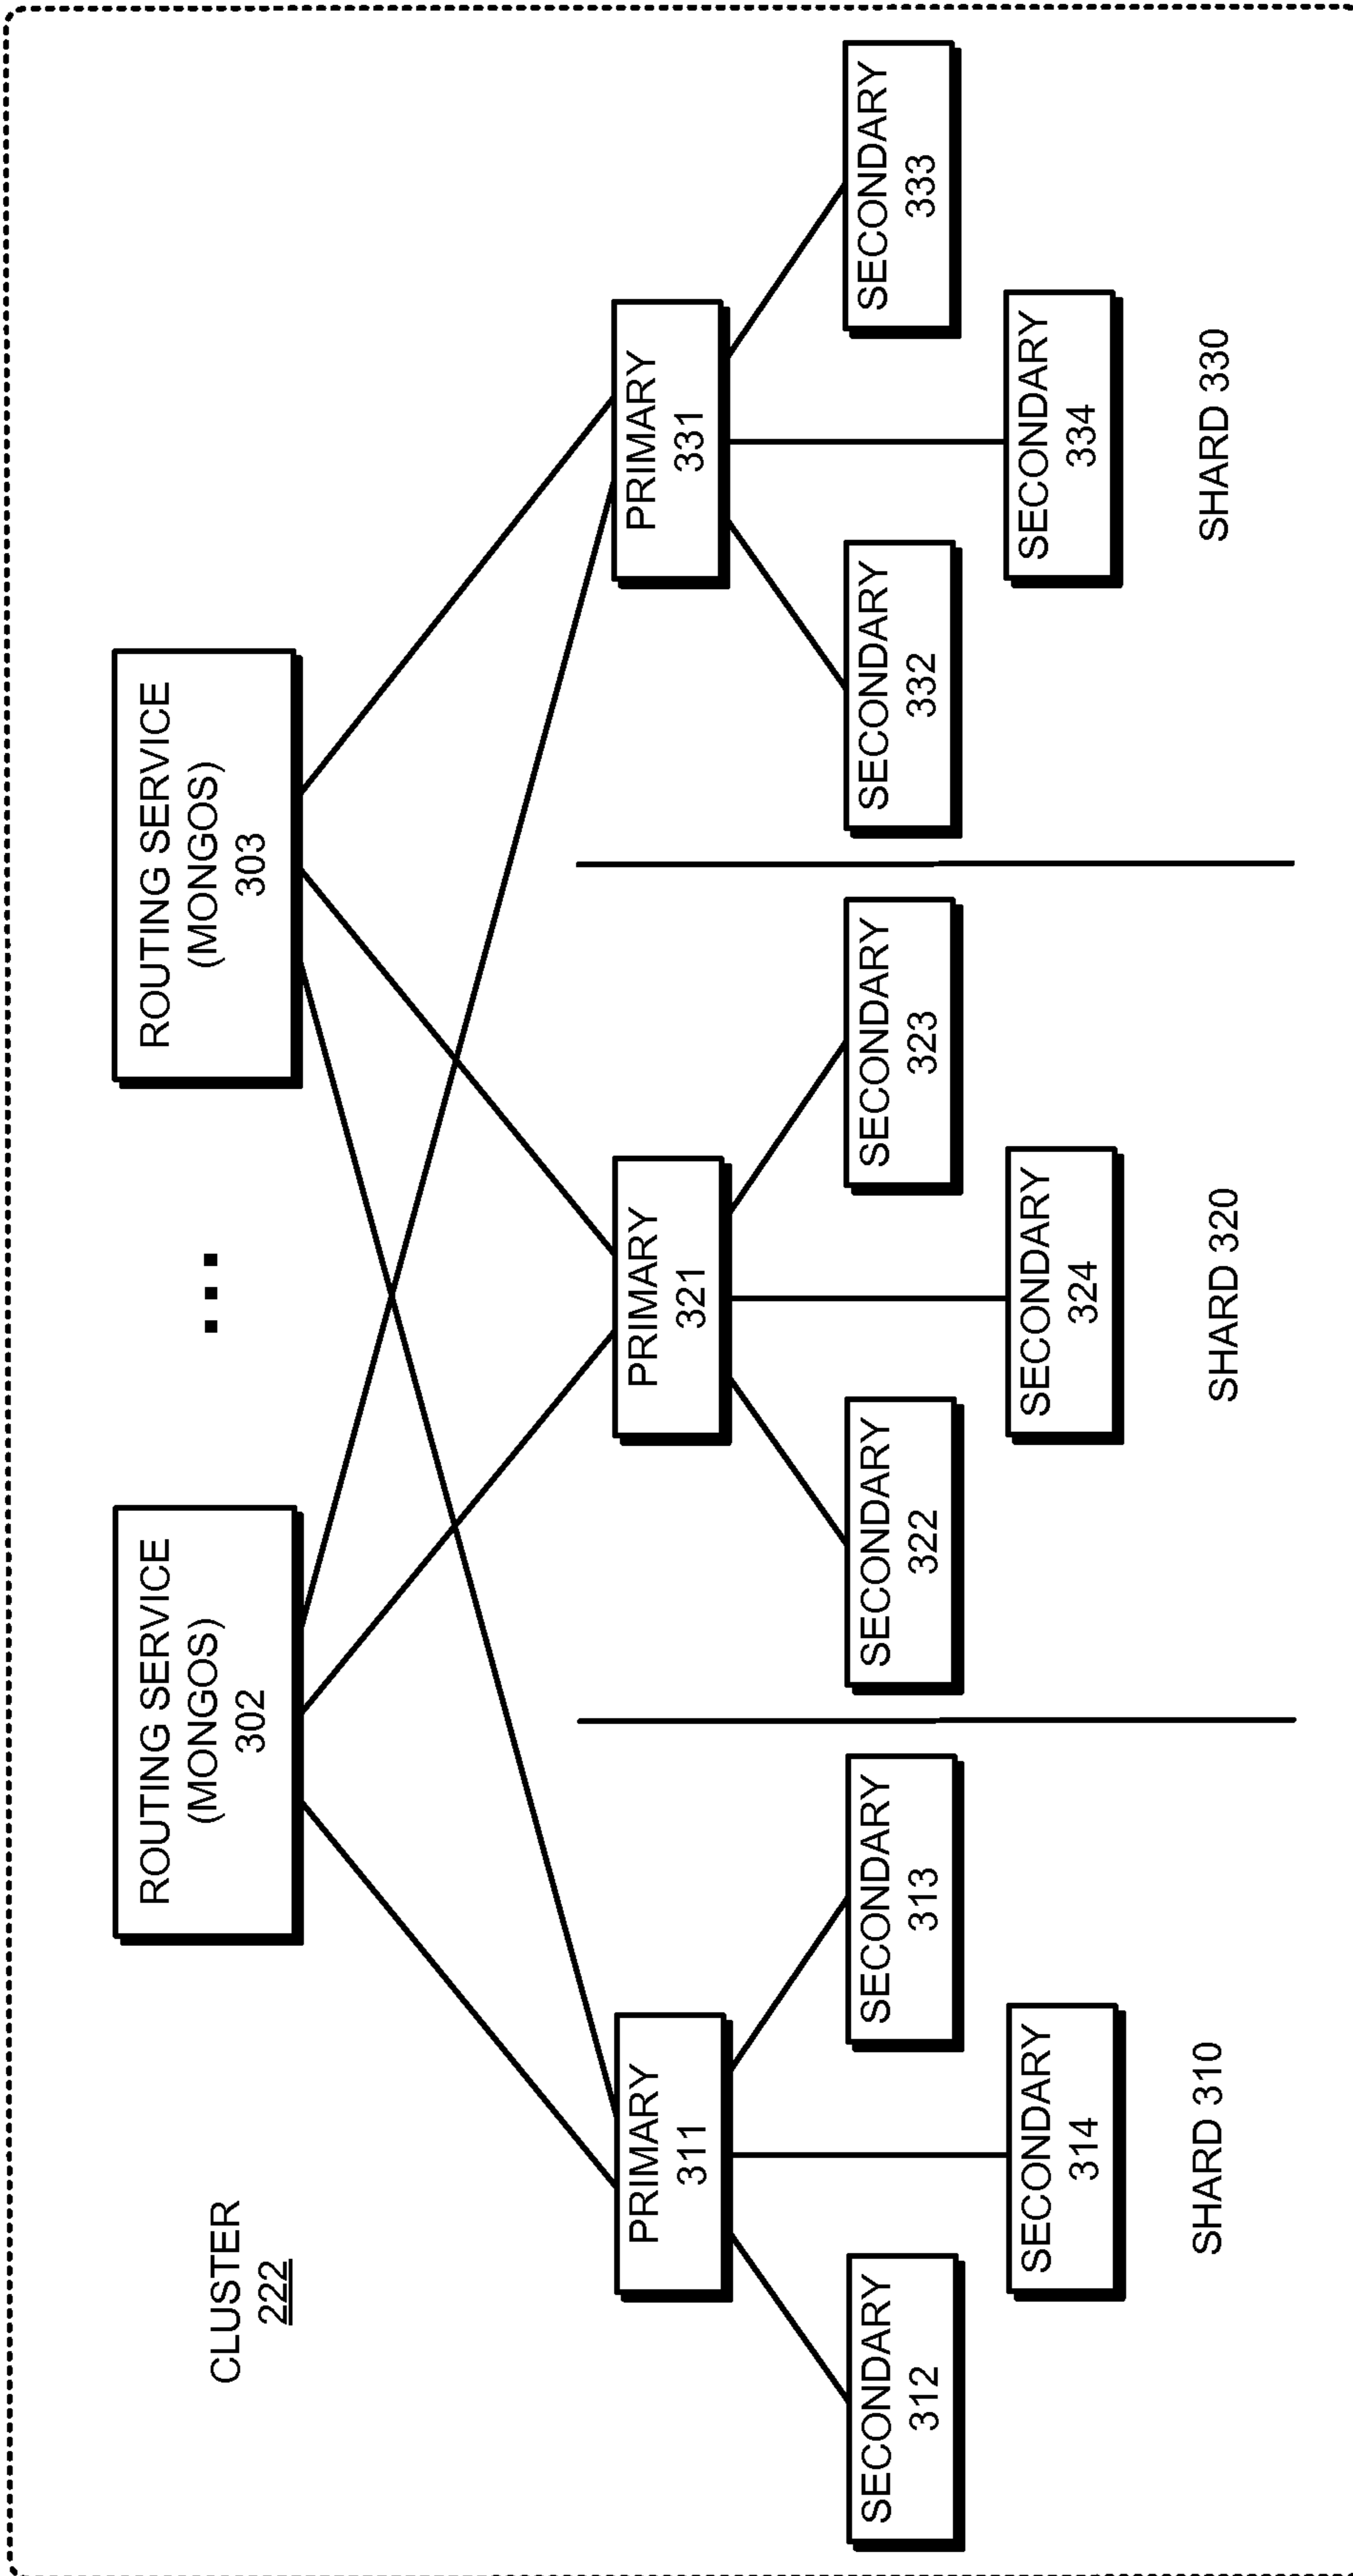 CLUSTER
222
ROUTING SERVICE
(MONGOS)
302
...
ROUTING SERVICE
(MONGOS)
303
PRIMARY
311
PRIMARY
321
PRIMARY
331
SECONDARY
312
SECONDARY
313
SECONDARY
322
SECONDARY
323
SECONDARY
332
SECONDARY
333
SECONDARY
314
SECONDARY
324
SECONDARY
334
SHARD 310
SHARD 320
SHARD 330